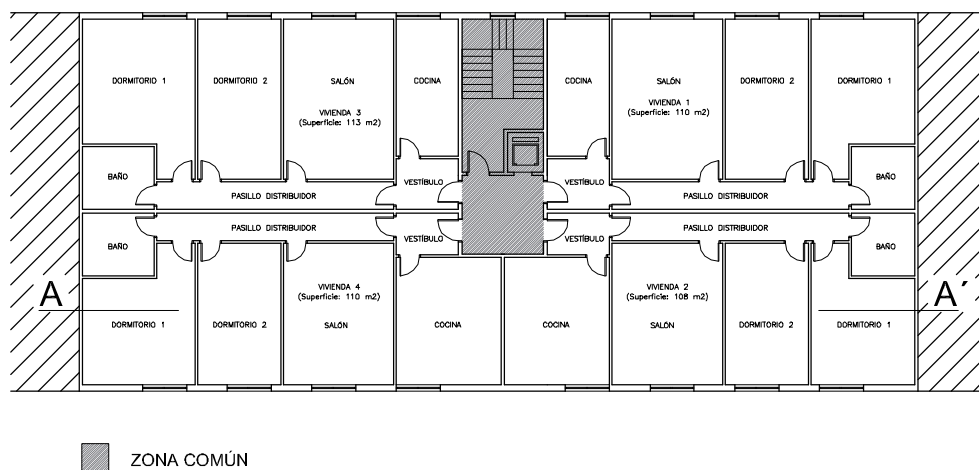 DORMITORIO 1
DORMITORIO 2
SALÓN
COCINA
COCINA
SALÓN
DORMITORIO 2
DORMITORIO 1
VIVIENDA 3
(Superficie: 113 m2)
VIVIENDA 1
(Superficie: 110 m2)
BAÑO
VESTÍBULO
VESTÍBULO
BAÑO
PASILLO DISTRIBUIDOR
PASILLO DISTRIBUIDOR
PASILLO DISTRIBUIDOR
PASILLO DISTRIBUIDOR
BAÑO
VESTÍBULO
VESTÍBULO
BAÑO
VIVIENDA 4
(Superficie: 110 m2)
VIVIENDA 2
(Superficie: 108 m2)
A
A´
DORMITORIO 1
DORMITORIO 2
SALÓN
COCINA
COCINA
SALÓN
DORMITORIO 2
DORMITORIO 1
ZONA COMÚN